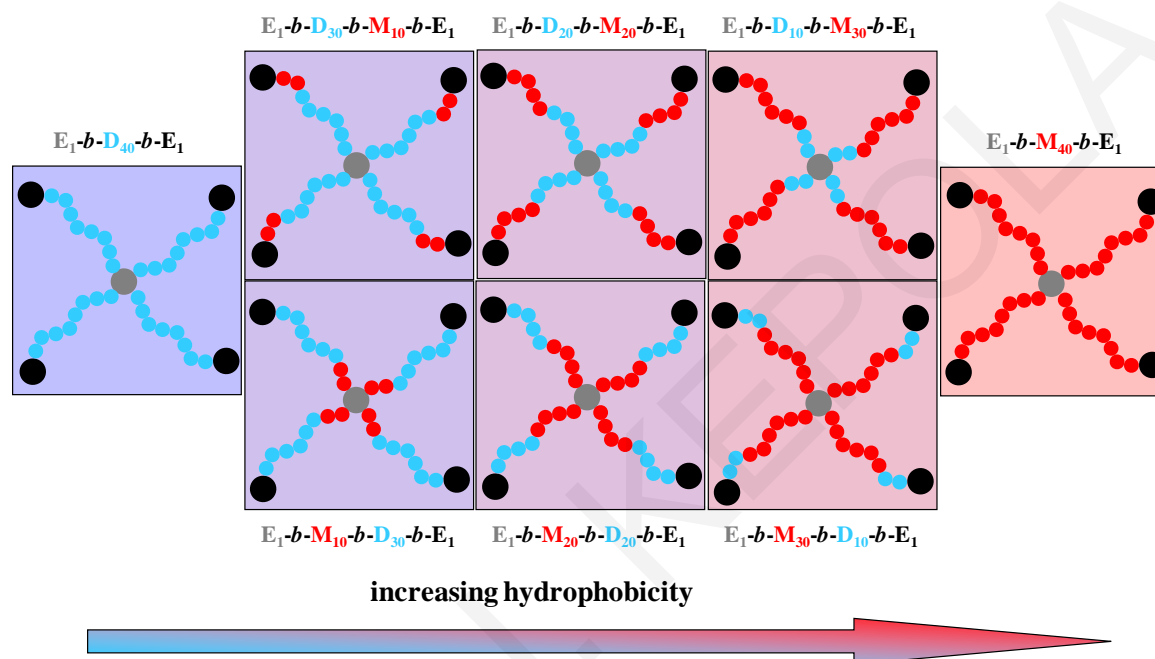 E₁-b-D₃₀-b-M₁₀-b-E₁
E₁-b-D₂₀-b-M₂₀-b-E₁
E₁-b-D₁₀-b-M₃₀-b-E₁
E₁-b-D₄₀-b-E₁
E₁-b-M₄₀-b-E₁
E₁-b-M₁₀-b-D₃₀-b-E₁
E₁-b-M₂₀-b-D₂₀-b-E₁
E₁-b-M₃₀-b-D₁₀-b-E₁
increasing hydrophobicity
KEPOLA